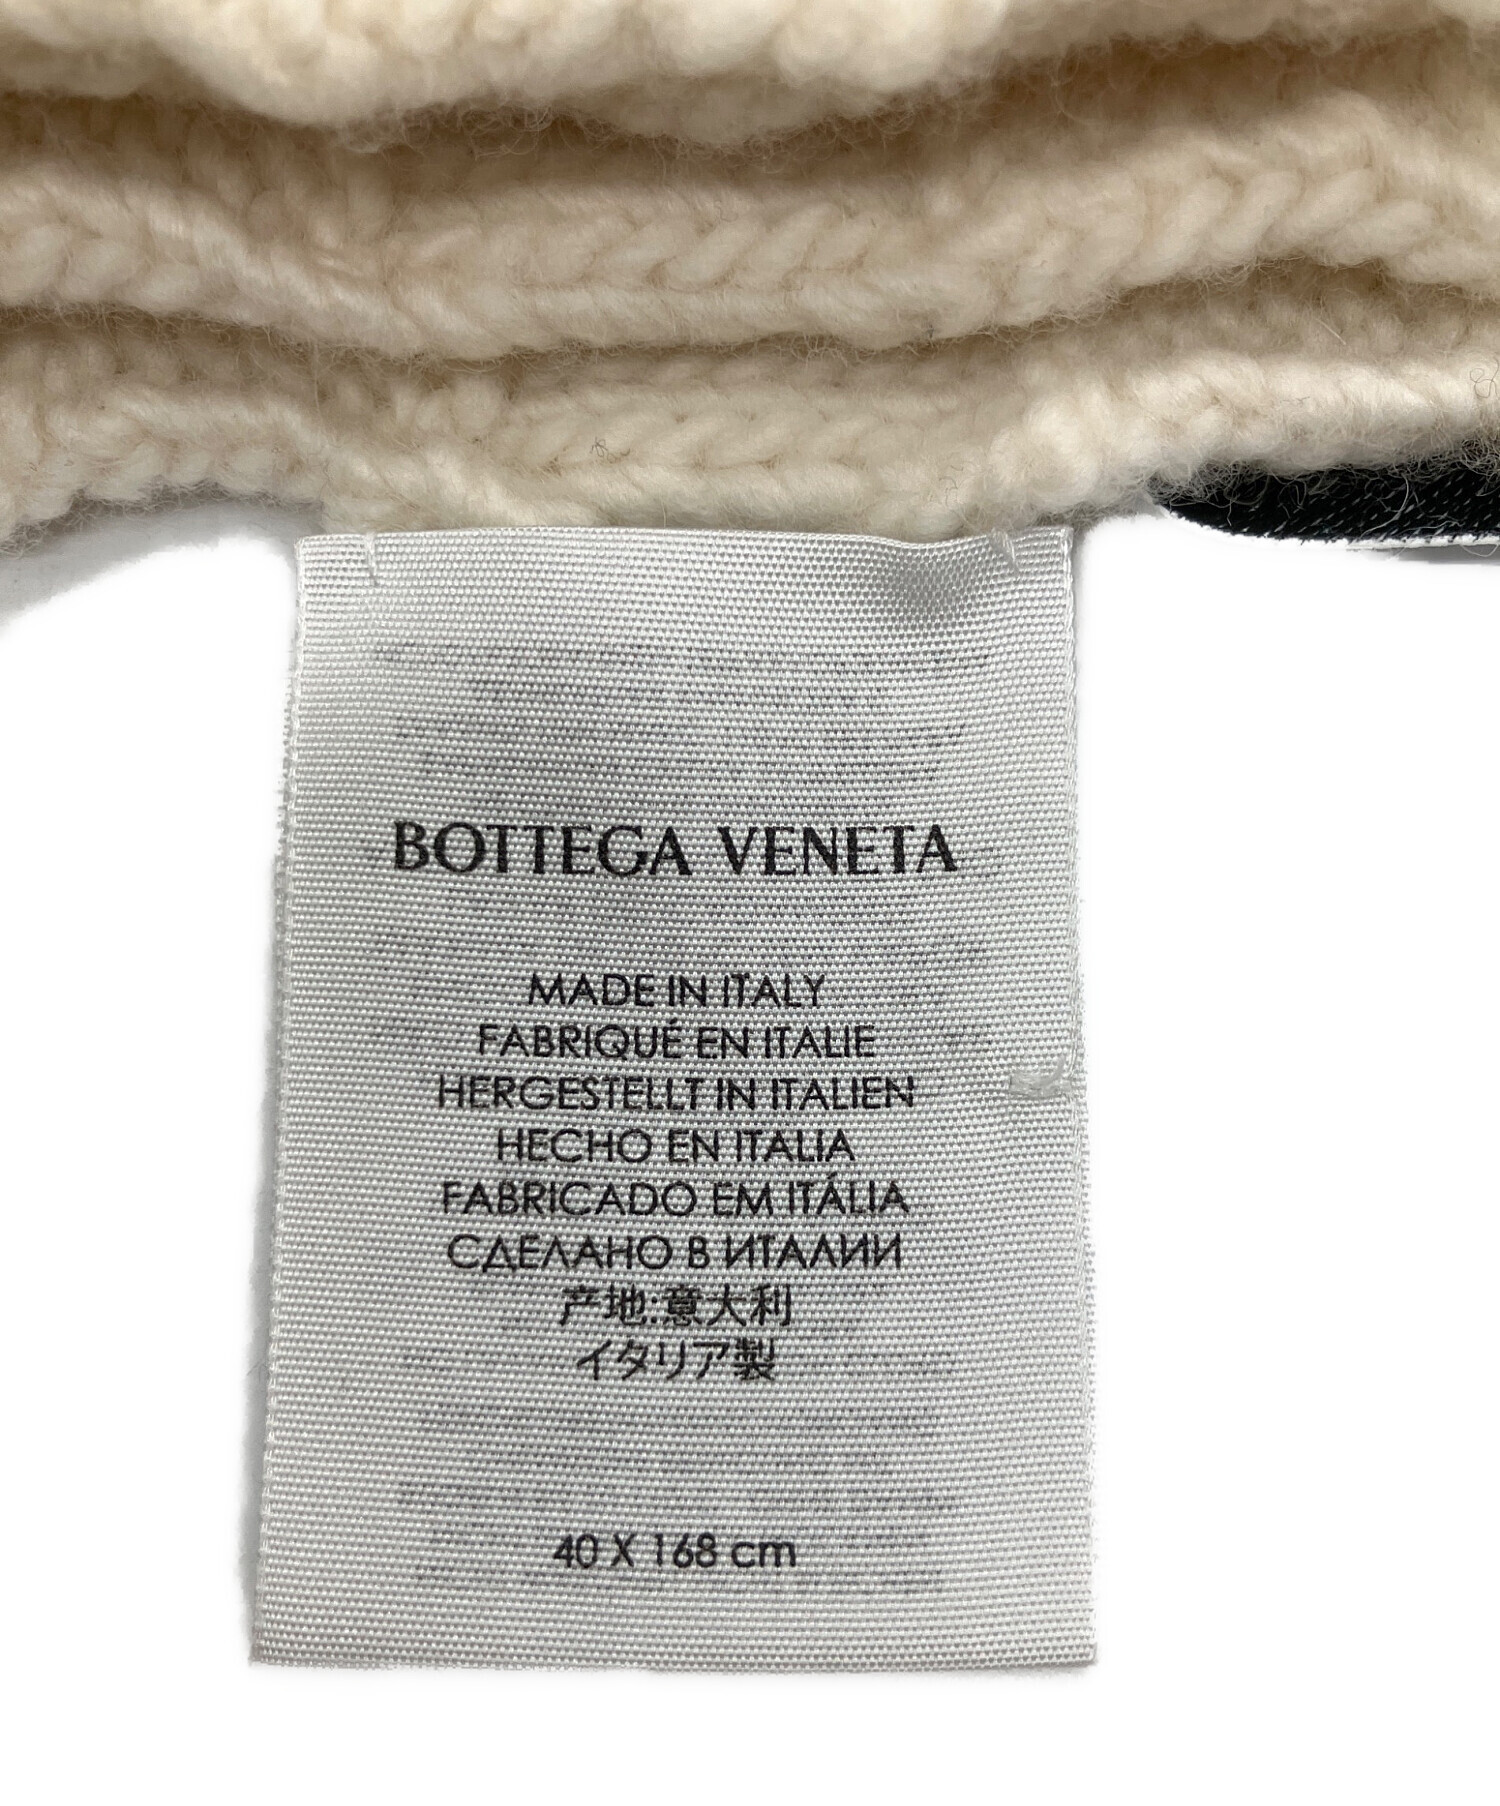 BOTTEGA VENETA
MADE IN ITALY
FABRIQUÉ EN ITALIE
HERGESTELLT IN ITALIEN
HECHO EN ITALIA
FABRICADO EM ITÁLIA
СДЕЛАНО В ИТАЛИИ
产地:意大利
イタリア製
40 X 168 cm